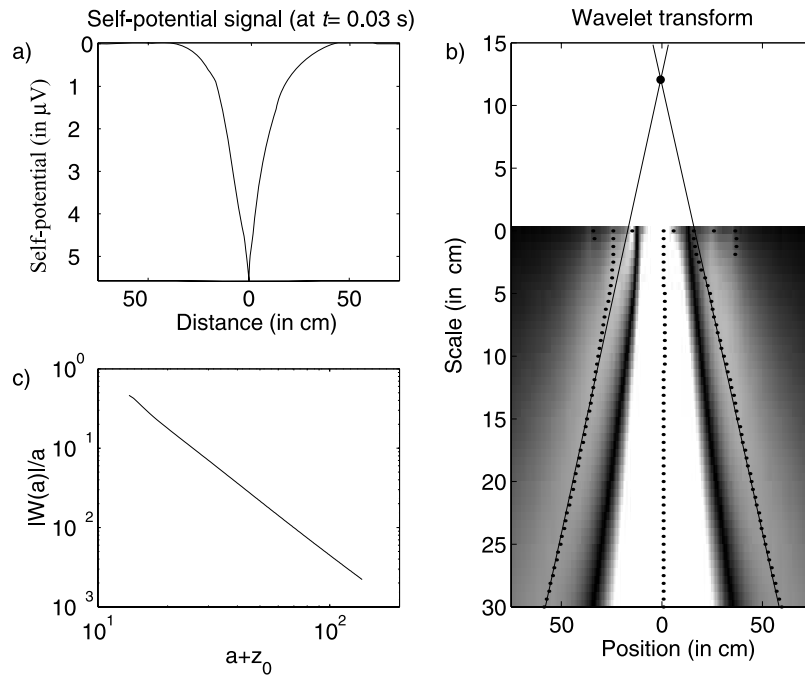 Self-potential signal (at t= 0.03 s)
a)
0
1
2
3
4
5
Self-potential (in µV)
50 0 50
Distance (in cm)
c)
10^0
10^1
10^2
10^3
|W(a)|/a
10^1 10^2
a+z_0
Wavelet transform
b)
15
10
5
0
5
10
15
20
25
30
Scale (in cm)
50 0 50
Position (in cm)